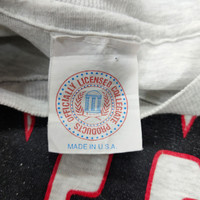 OFFICIALLY LICENSED COLLEGIATE PRODUCTS
MADE IN U.S.A.